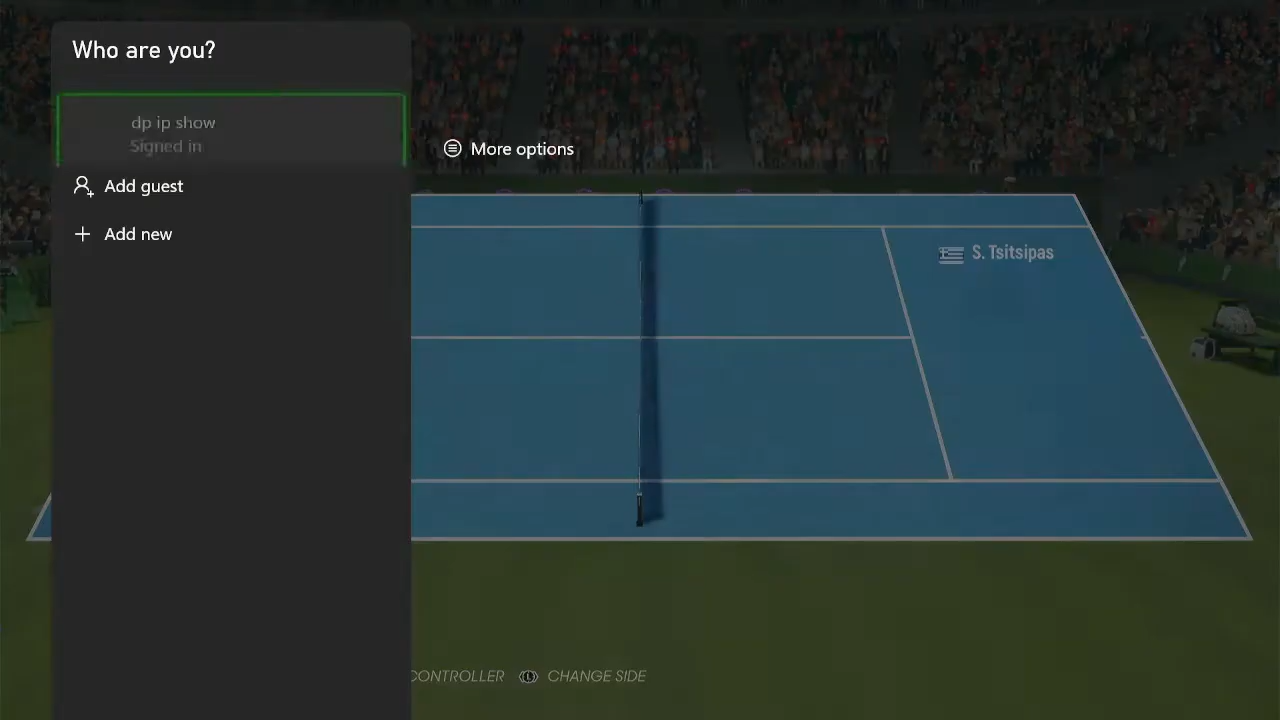 Who are you?
dp ip show
Signed in
More options
Add guest
Add new
S. Tsitsipas
CONTROLLER
CHANGE SIDE